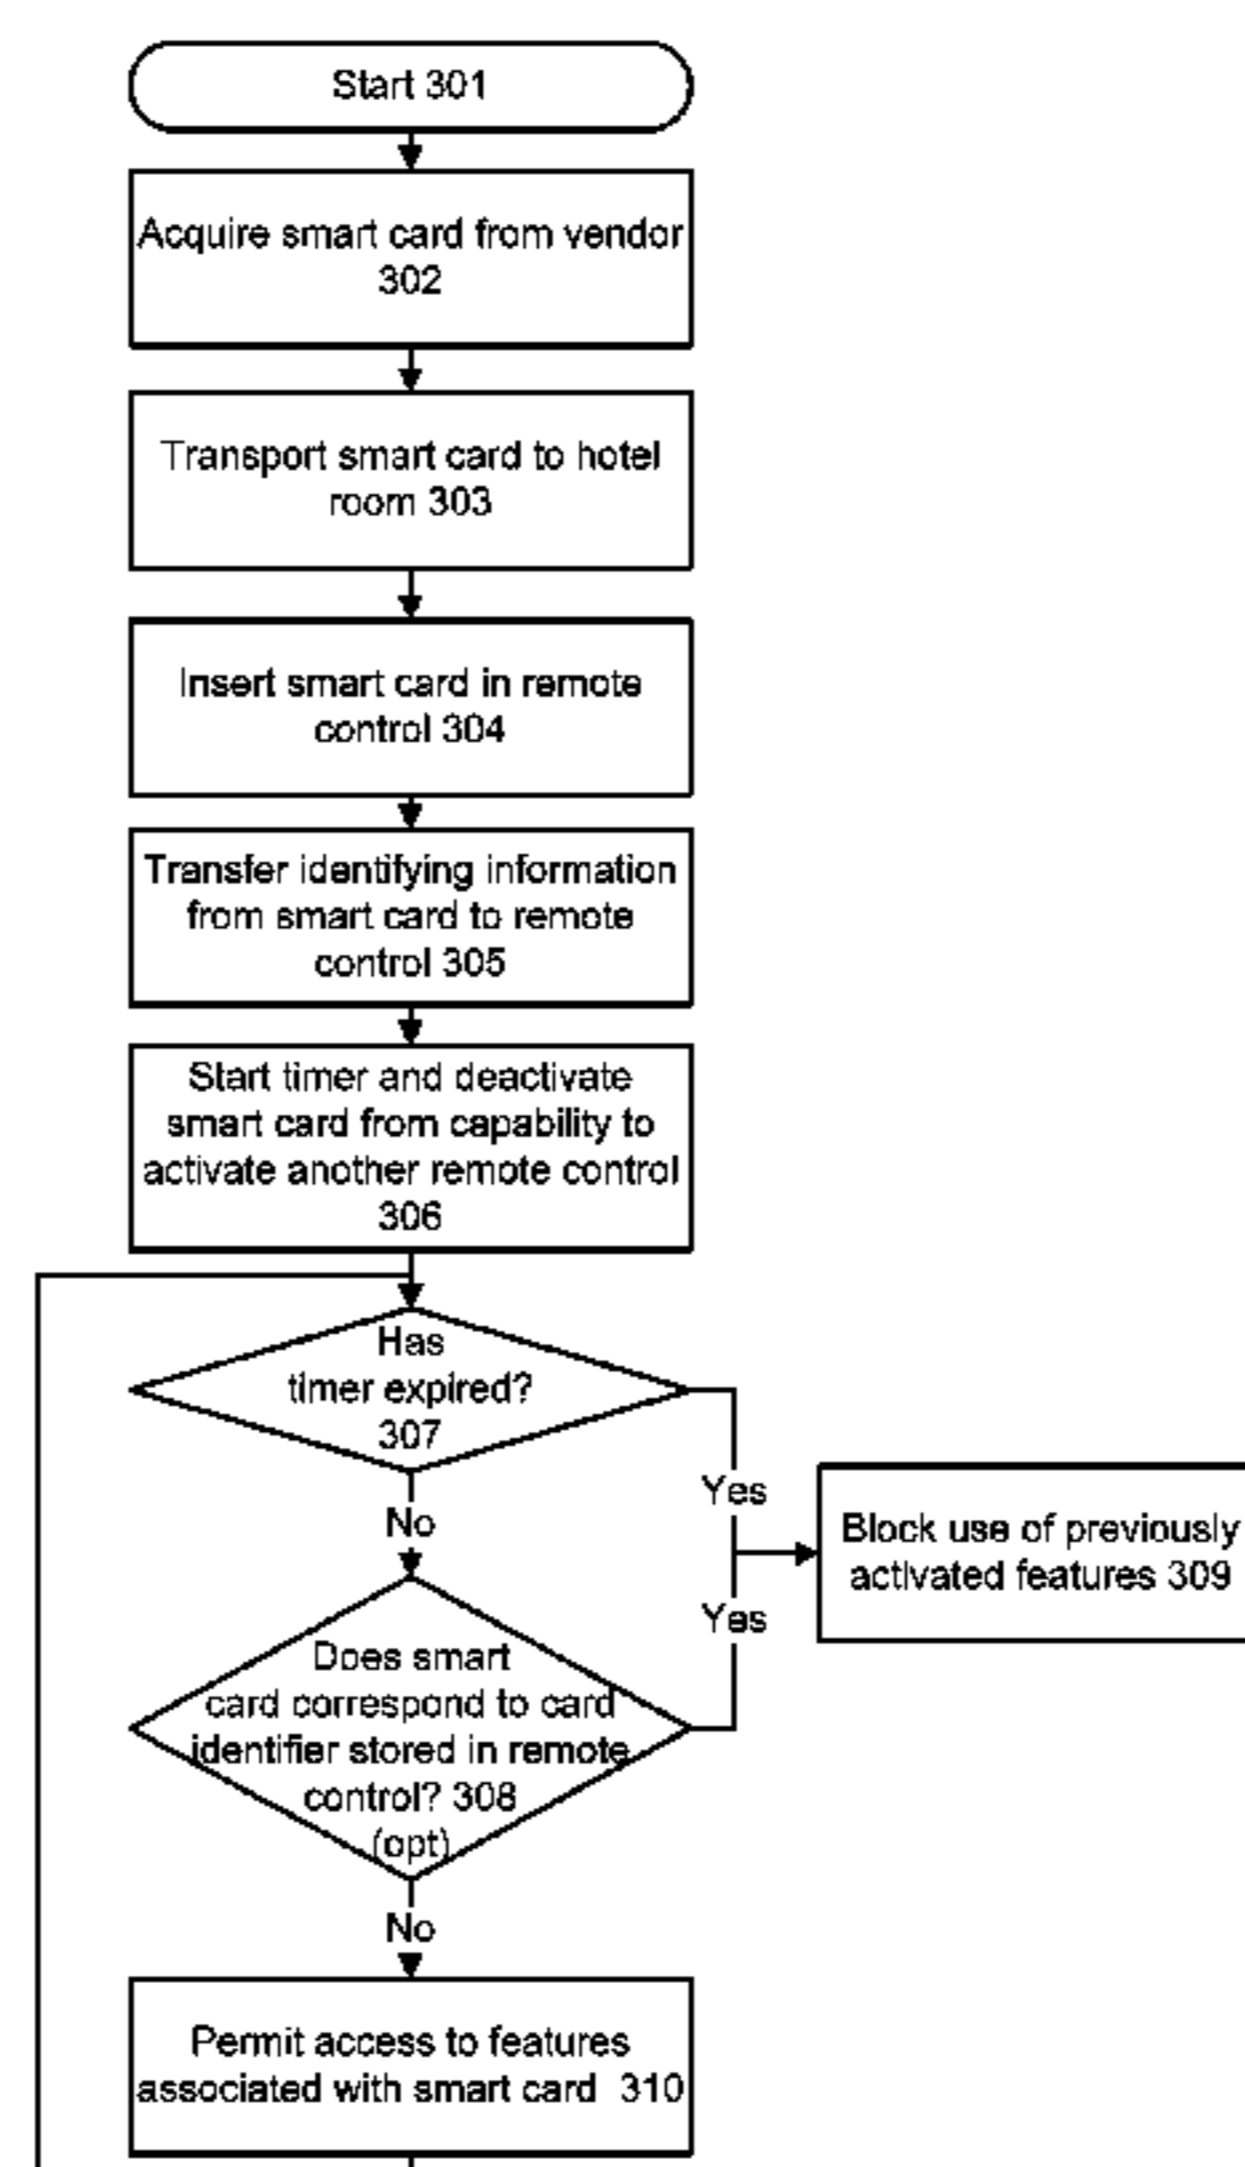 Start 301
Acquire smart card from vendor
302
Transport smart card to hotel
room 303
Insert smart card in remote
control 304
Transfer identifying information
from smart card to remote
control 305
Start timer and deactivate
smart card from capability to
activate another remote control
306
Has
timer expired?
307
Yes
No
Block use of previously
activated features 309
Yes
Does smart
card correspond to card
identifier stored in remote
control? 308
(opt)
No
Permit access to features
associated with smart card 310